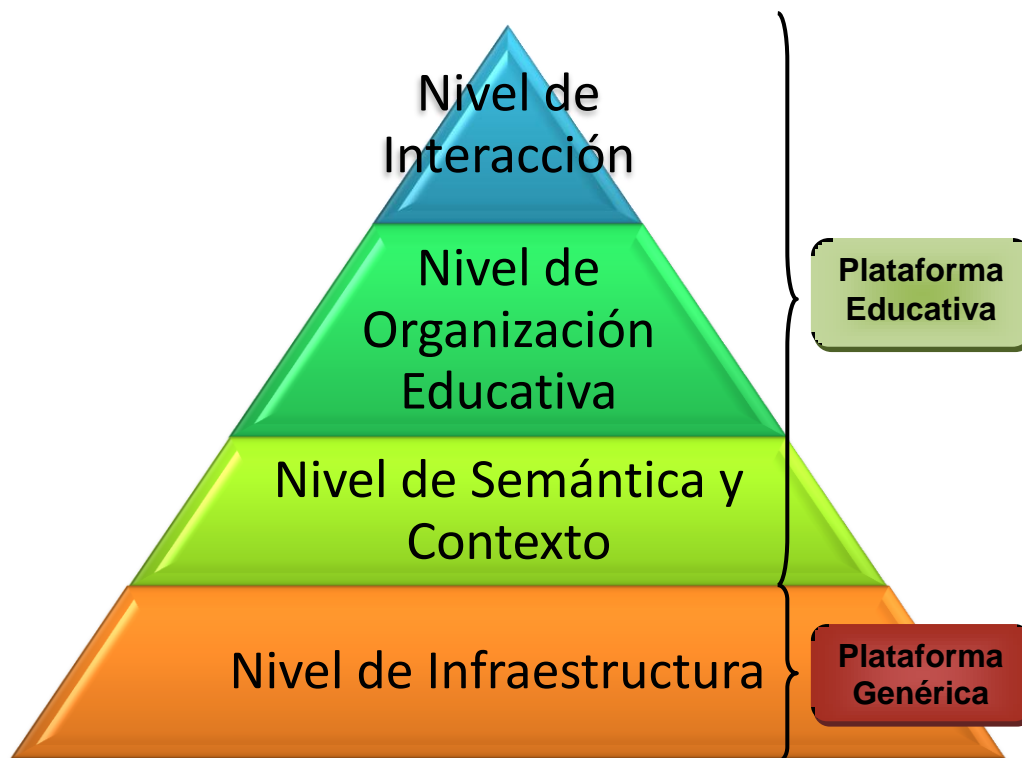 Nivel de
Interacción
Nivel de
Organización
Educativa
Nivel de Semántica y
Contexto
Nivel de Infraestructura
Plataforma
Educativa
Plataforma
Genérica